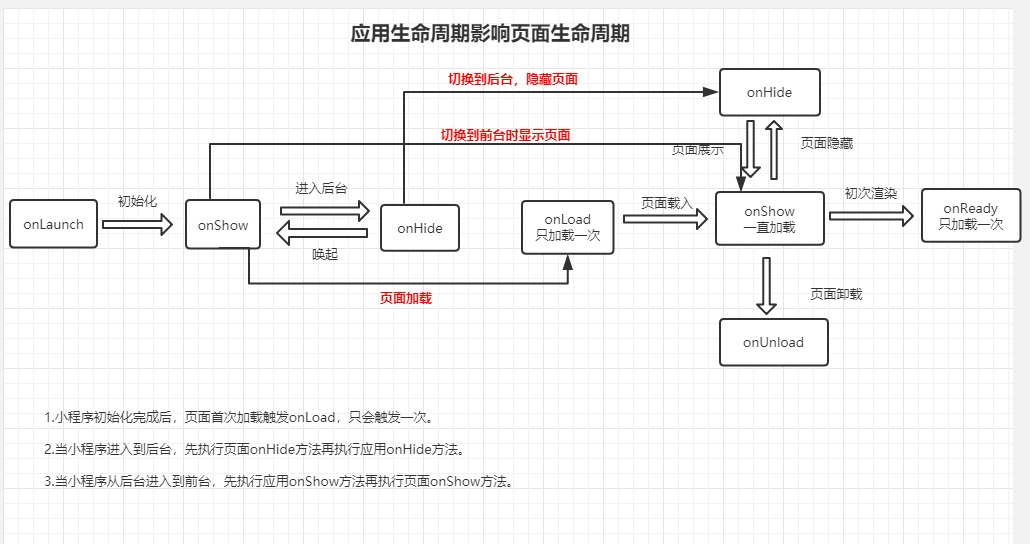 应用生命周期影响页面生命周期
切换到后台，隐藏页面
onHide
切换到前台时显示页面
页面展示
页面隐藏
进入后台
初始化
页面载入
初次渲染
onLaunch
onShow
onHide
onLoad
只加载一次
onShow
一直加载
onReady
只加载一次
唤起
页面加载
页面卸载
onUnload
1.小程序初始化完成后，页面首次加载触发onLoad，只会触发一次。
2.当小程序进入到后台，先执行页面onHide方法再执行应用onHide方法。
3.当小程序从后台进入到前台，先执行应用onShow方法再执行页面onShow方法。